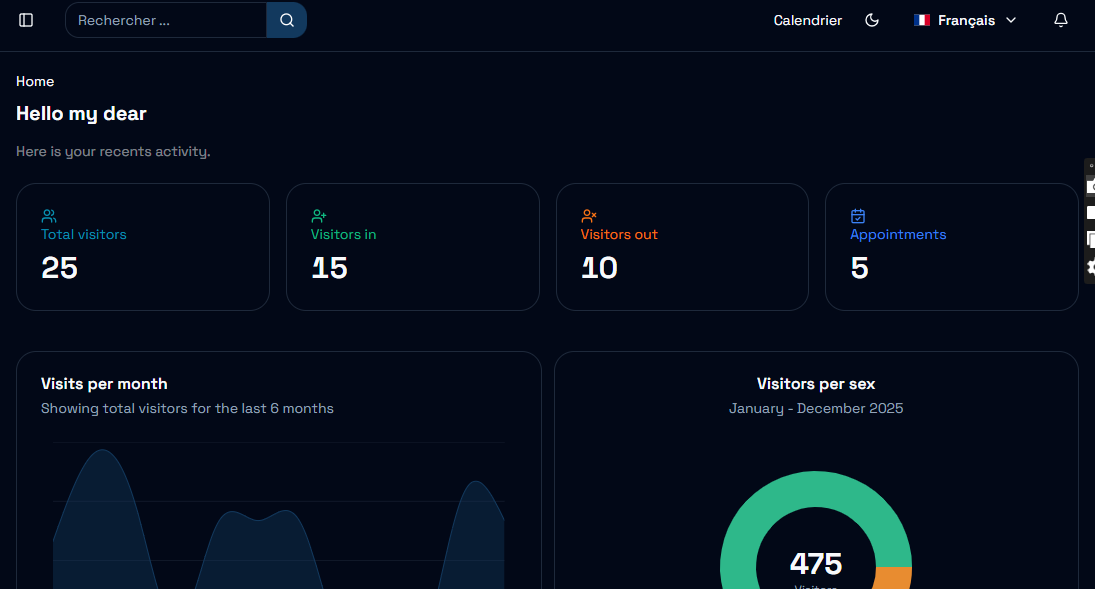 Rechercher ...
Calendrier
Français
Home
Hello my dear
Here is your recents activity.
Total visitors
25
Visitors in
15
Visitors out
10
Appointments
5
Visits per month
Showing total visitors for the last 6 months
Visitors per sex
January - December 2025
475
Visitors